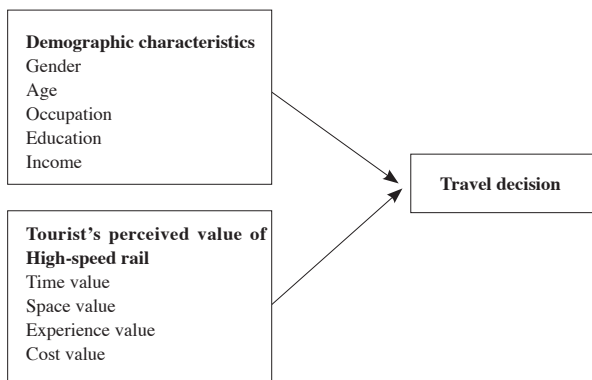 Demographic characteristics
Gender
Age
Occupation
Education
Income
Travel decision
Tourist's perceived value of
High-speed rail
Time value
Space value
Experience value
Cost value